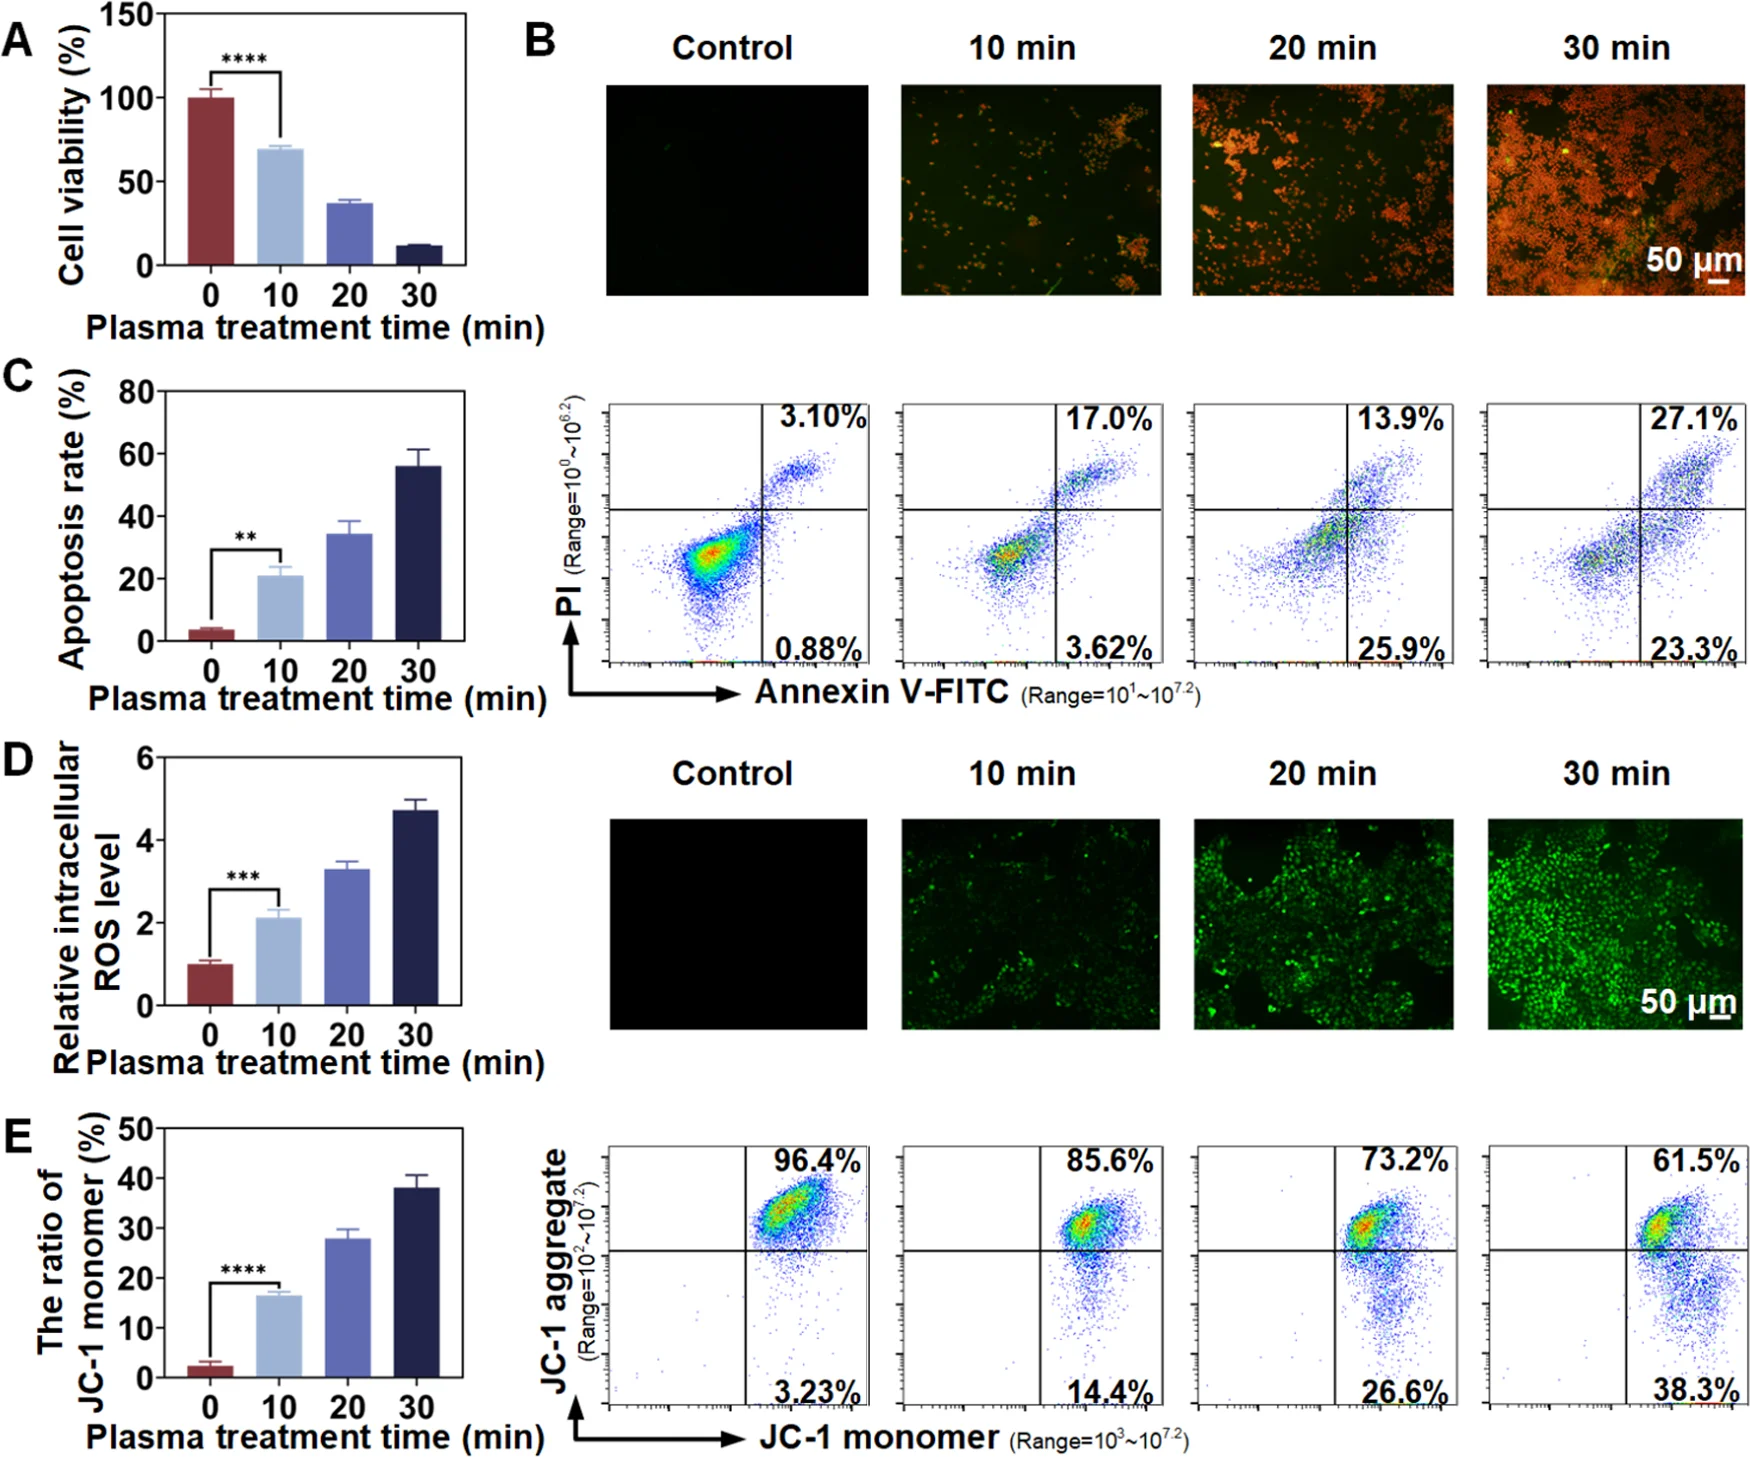 A
Cell viability (%)
150
100
50
0
****
0 10 20 30
Plasma treatment time (min)
B
Control 10 min 20 min 30 min
50 μm
C
Apoptosis rate (%)
80
60
40
20
0
**
0 10 20 30
Plasma treatment time (min)
PI (Range=10⁰~10⁶·²)
3.10% 17.0% 13.9% 27.1%
0.88% 3.62% 25.9% 23.3%
Annexin V-FITC (Range=10¹~10⁷·²)
D
Relative intracellular
ROS level
6
4
2
0
***
0 10 20 30
Plasma treatment time (min)
Control 10 min 20 min 30 min
50 μm
E
The ratio of
JC-1 monomer (%)
50
40
30
20
10
0
****
0 10 20 30
Plasma treatment time (min)
JC-1 aggregate
(Range=10²~10⁷·²)
96.4% 85.6% 73.2% 61.5%
3.23% 14.4% 26.6% 38.3%
JC-1 monomer (Range=10³~10⁷·²)